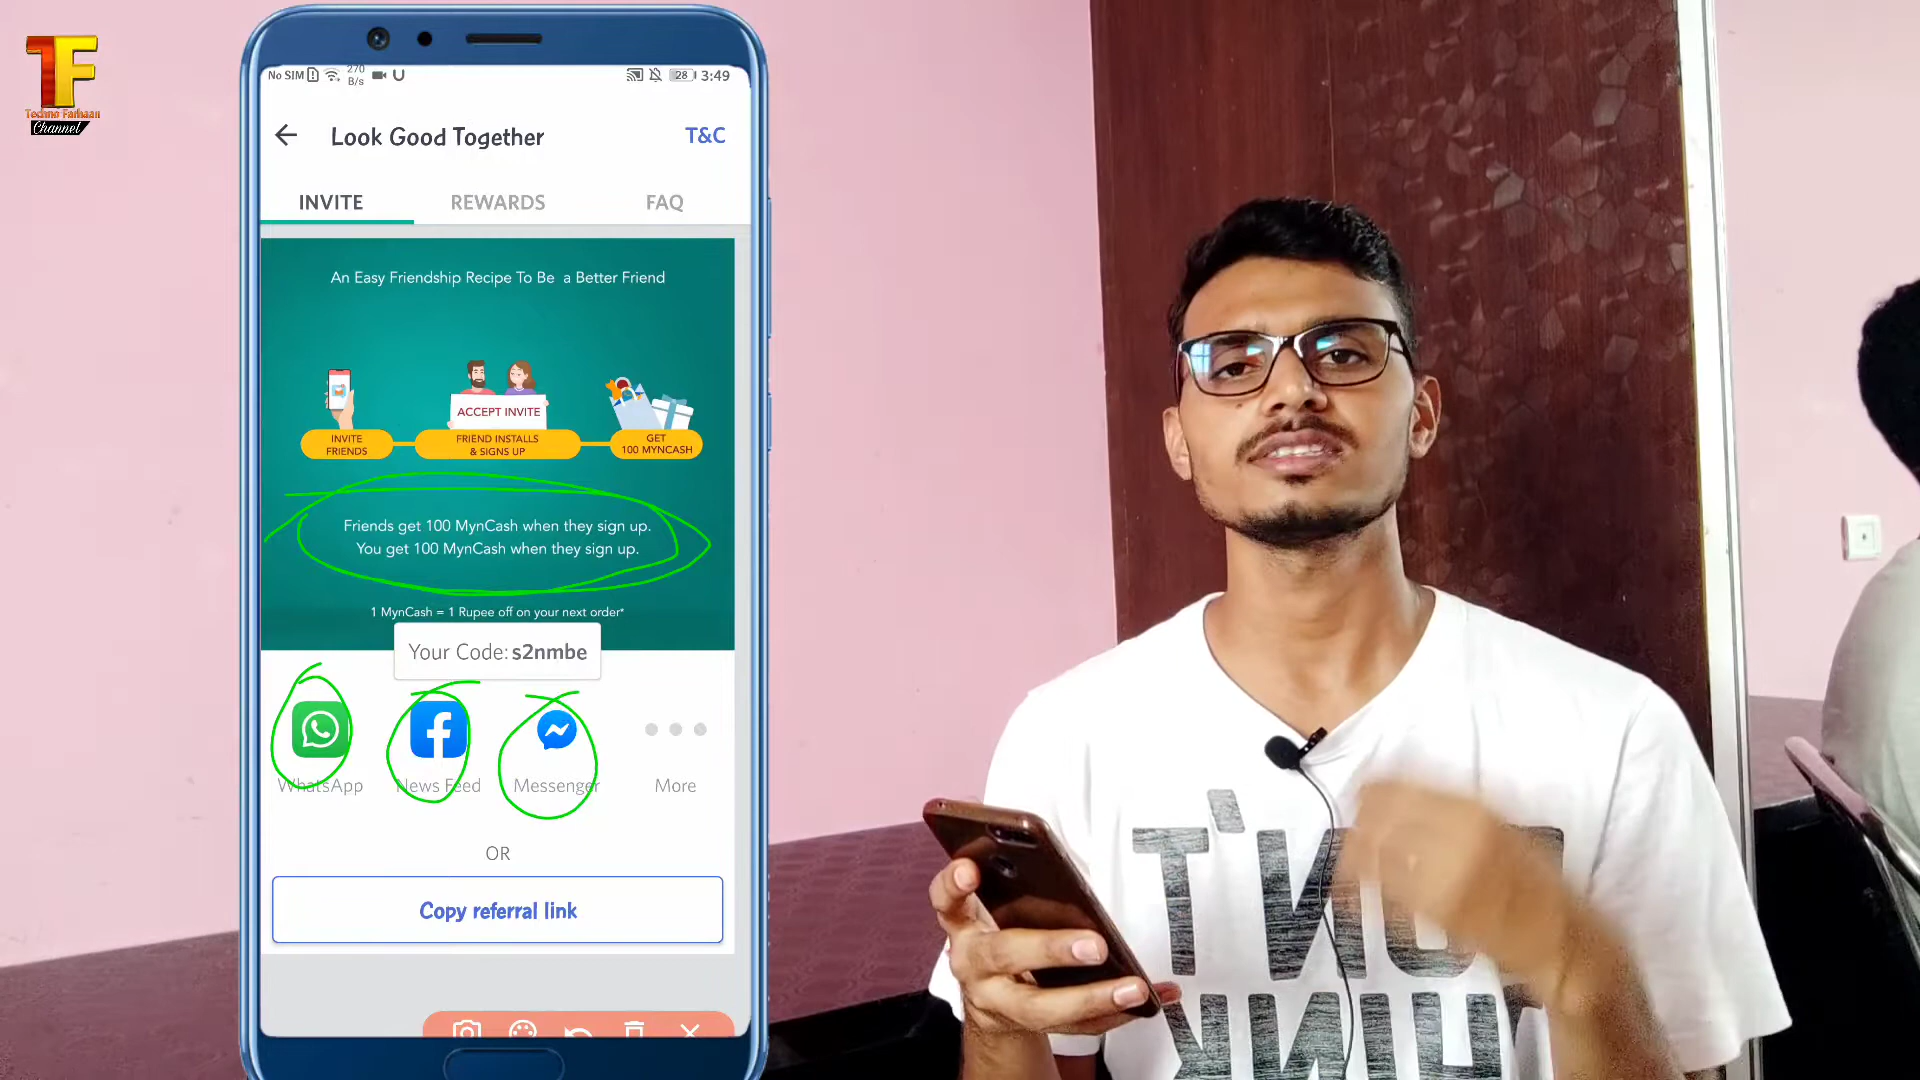 TF
Techno Farhaan
Channel
No SIM
270
B/s
28
3:49
Look Good Together
T&C
INVITE
REWARDS
FAQ
An Easy Friendship Recipe To Be a Better Friend
ACCEPT INVITE
INVITE
FRIENDS
FRIEND INSTALLS
& SIGNS UP
GET
100 MYNCASH
Friends get 100 MynCash when they sign up.
You get 100 MynCash when they sign up.
1 MynCash = 1 Rupee off on your next order*
Your Code: s2nmbe
WhatsApp
News Feed
Messenger
More
OR
Copy referral link